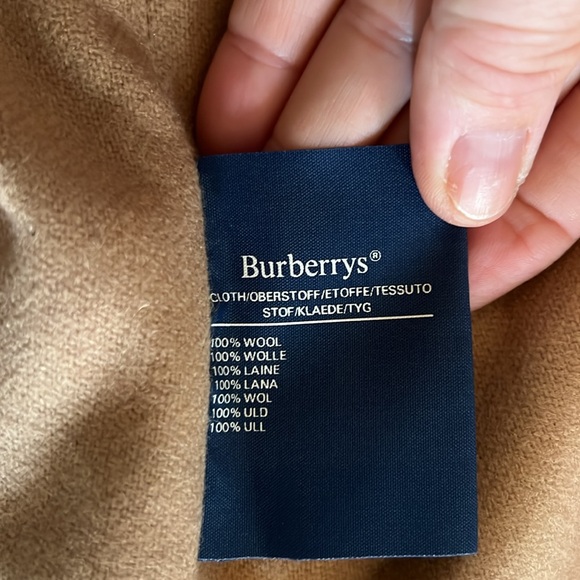 Burberrys®
CLOTH/OBERSTOFF/ETOFFE/TESSUTO
STOF/KLAEDE/TYG
100% WOOL
100% WOLLE
100% LAINE
100% LANA
100% WOL
100% ULD
100% ULL